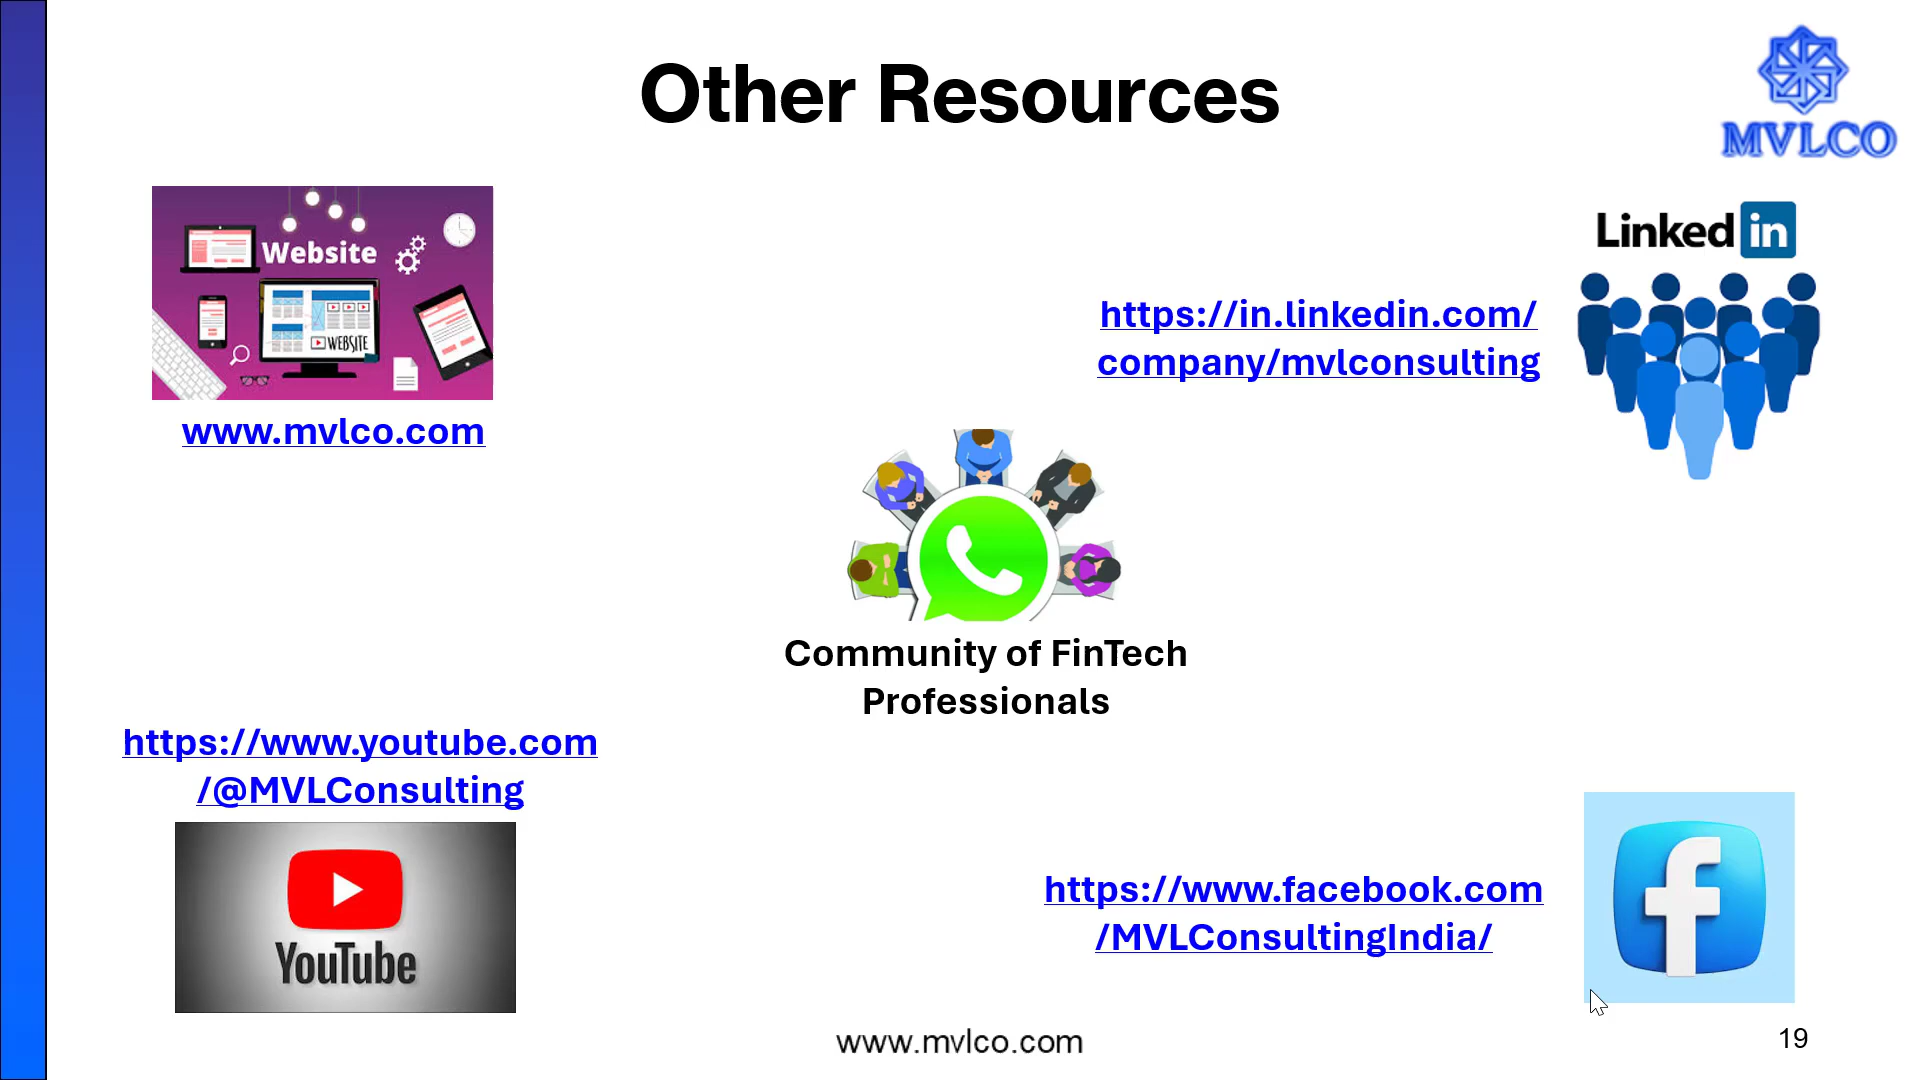 Other Resources
MVLCO
Website
WEBSITE
www.mvlco.com
Linked in
https://in.linkedin.com/
company/mvlconsulting
Community of FinTech
Professionals
https://www.youtube.com
/@MVLConsulting
YouTube
https://www.facebook.com
/MVLConsultingIndia/
f
www.mvlco.com
19